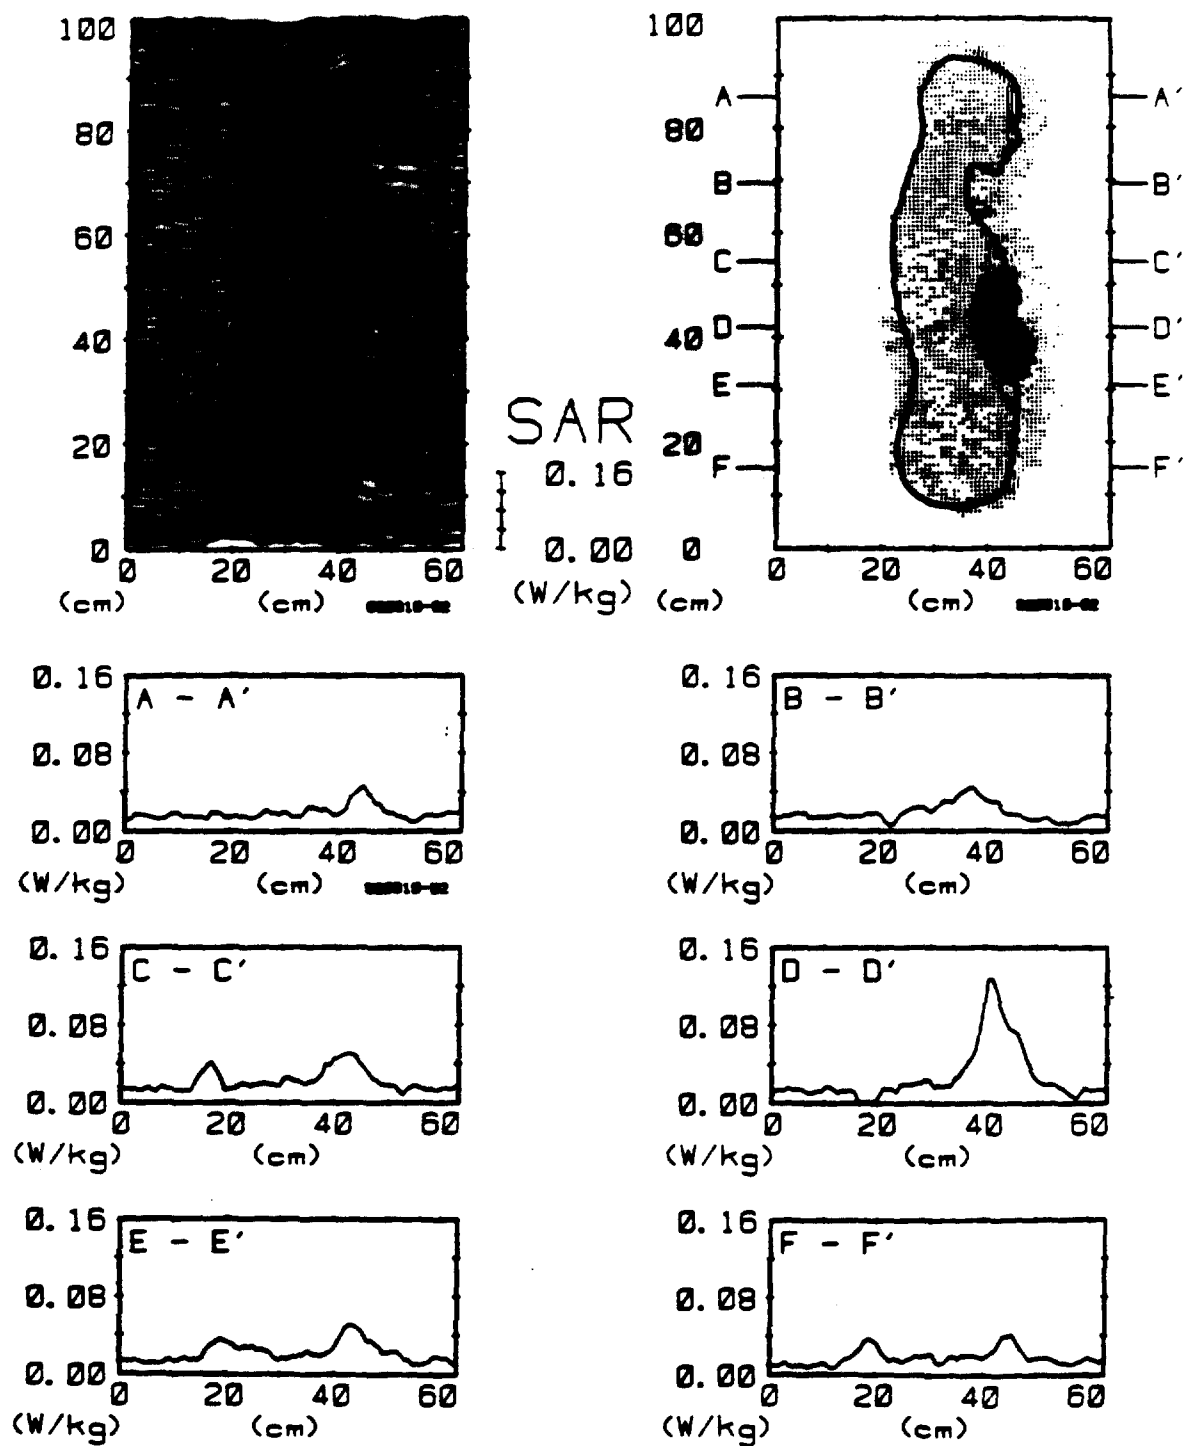 100
80
60
40
20
0
0 20 40 60
(cm) (cm)
SAR
0.16
0.00
(W/kg)
100
80
60
40
20
0
A A'
B B'
C C'
D D'
E E'
F F'
0 20 40 60
(cm) (cm)
0.16
0.08
0.00
A - A'
0 20 40 60
(W/kg) (cm)
0.16
0.08
0.00
B - B'
0 20 40 60
(W/kg) (cm)
0.16
0.08
0.00
C - C'
0 20 40 60
(W/kg) (cm)
0.16
0.08
0.00
D - D'
0 20 40 60
(W/kg) (cm)
0.16
0.08
0.00
E - E'
0 20 40 60
(W/kg) (cm)
0.16
0.08
0.00
F - F'
0 20 40 60
(W/kg) (cm)